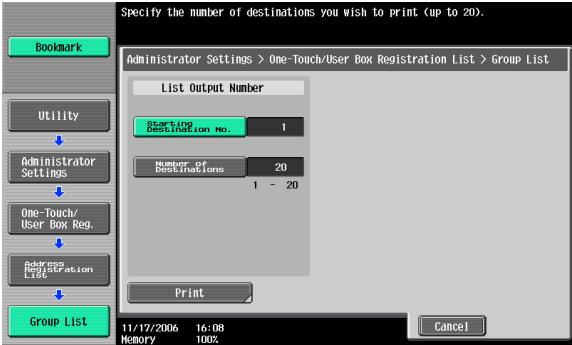 Specify the number of destinations you wish to print (up to 20).
Bookmark
Administrator Settings > One-Touch/User Box Registration List > Group List
List Output Number
Utility
Starting
Destination No.
1
Administrator
Settings
Number of
Destinations
20
1 - 20
One-Touch/
User Box Reg.
Address
Registration
List
Print
Group List
11/17/2006 16:08
Memory 100%
Cancel